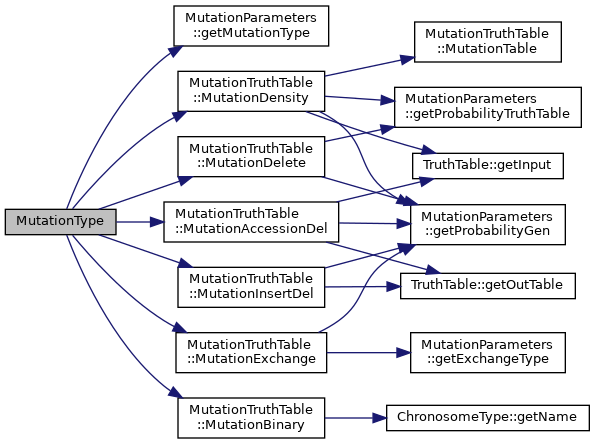 MutationType
MutationParameters
::getMutationType
MutationTruthTable
::MutationDensity
MutationTruthTable
::MutationDelete
MutationTruthTable
::MutationAccessionDel
MutationTruthTable
::MutationInsertDel
MutationTruthTable
::MutationExchange
MutationTruthTable
::MutationBinary
MutationTruthTable
::MutationTable
MutationParameters
::getProbabilityTruthTable
TruthTable::getInput
MutationParameters
::getProbabilityGen
TruthTable::getOutTable
MutationParameters
::getExchangeType
ChronosomeType::getName